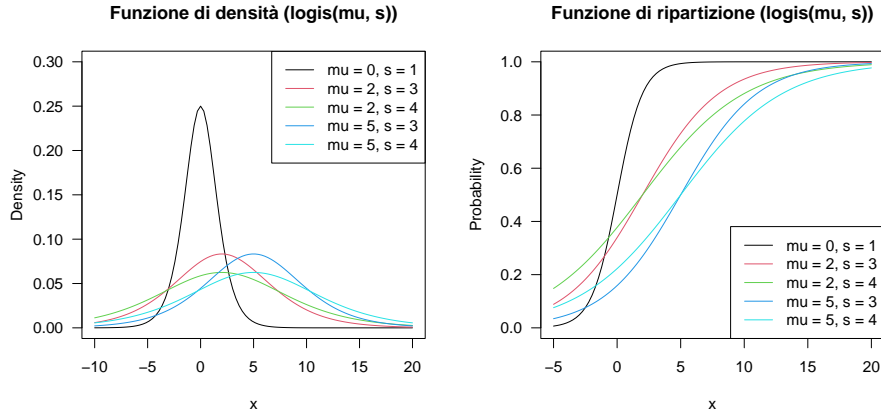 Funzione di densità (logis(mu, s))
0.30
0.25
0.20
0.15
0.10
0.05
0.00
Density
−10
−5
0
5
10
15
20
x
mu = 0, s = 1
mu = 2, s = 3
mu = 2, s = 4
mu = 5, s = 3
mu = 5, s = 4
Funzione di ripartizione (logis(mu, s))
1.0
0.8
0.6
0.4
0.2
0.0
Probability
−5
0
5
10
15
20
x
mu = 0, s = 1
mu = 2, s = 3
mu = 2, s = 4
mu = 5, s = 3
mu = 5, s = 4